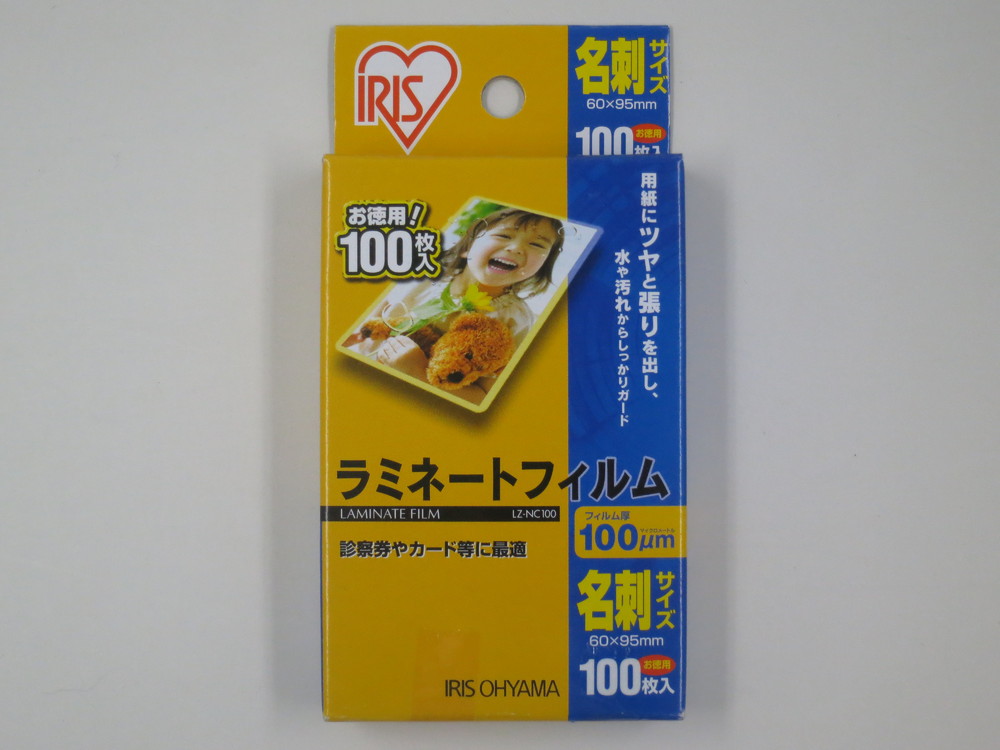 IRIS
名刺サイズ
60×95mm
100枚入
お徳用
お徳用!
100枚入
用紙にツヤと張りを出し、
水や汚れからしっかりガード
ラミネートフィルム
LAMINATE FILM
LZ-NC100
フィルム厚
100μm
マイクロメートル
診察券やカード等に最適
名刺サイズ
60×95mm
お徳用
100枚入
IRIS OHYAMA